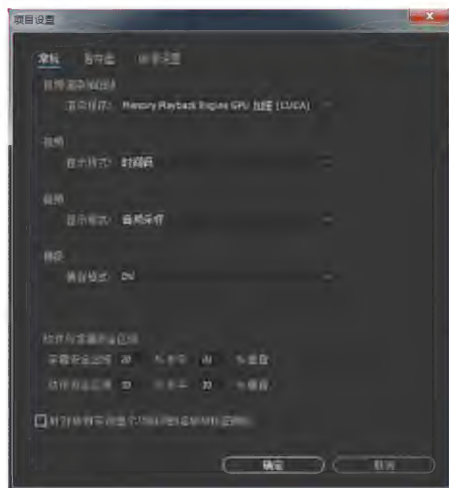 项目设置
常规 暂存盘 收录设置
视频渲染和回放
渲染程序: Mercury Playback Engine GPU 加速 (CUDA)
视频
显示格式: 时间码
音频
显示格式: 音频采样
捕捉
捕捉格式: DV
动作与字幕安全区域
字幕安全区域 20 % 水平 20 % 垂直
动作安全区域 10 % 水平 10 % 垂直
确定 取消